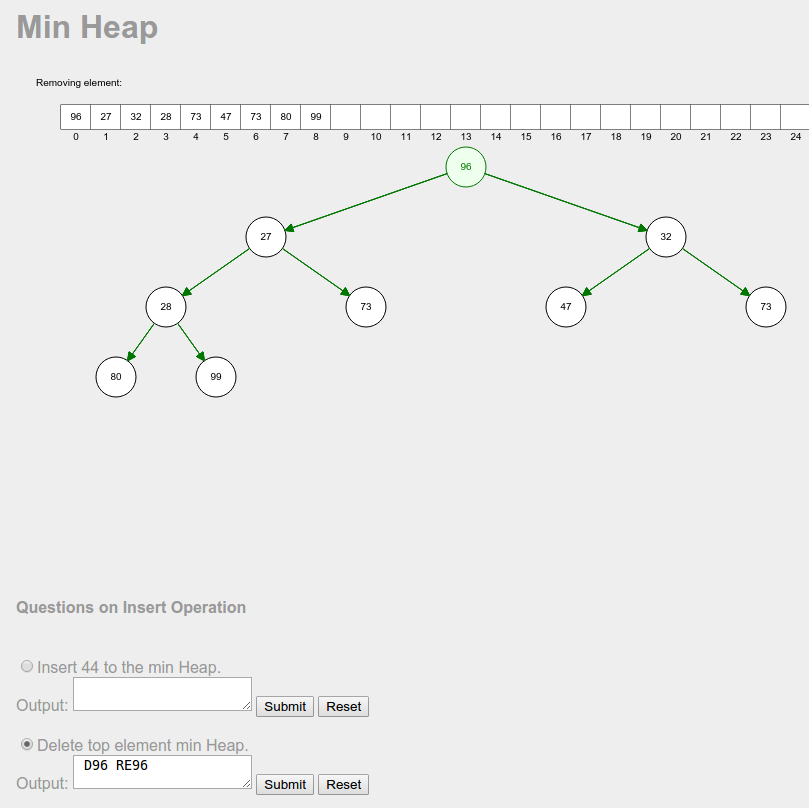 Min Heap
Removing element:
96 27 32 28 73 47 73 80 99
0 1 2 3 4 5 6 7 8 9 10 11 12 13 14 15 16 17 18 19 20 21 22 23 24
96
27 32
28 73 47 73
80 99
Questions on Insert Operation
Insert 44 to the min Heap.
Output: Submit Reset
Delete top element min Heap.
Output: D96 RE96 Submit Reset